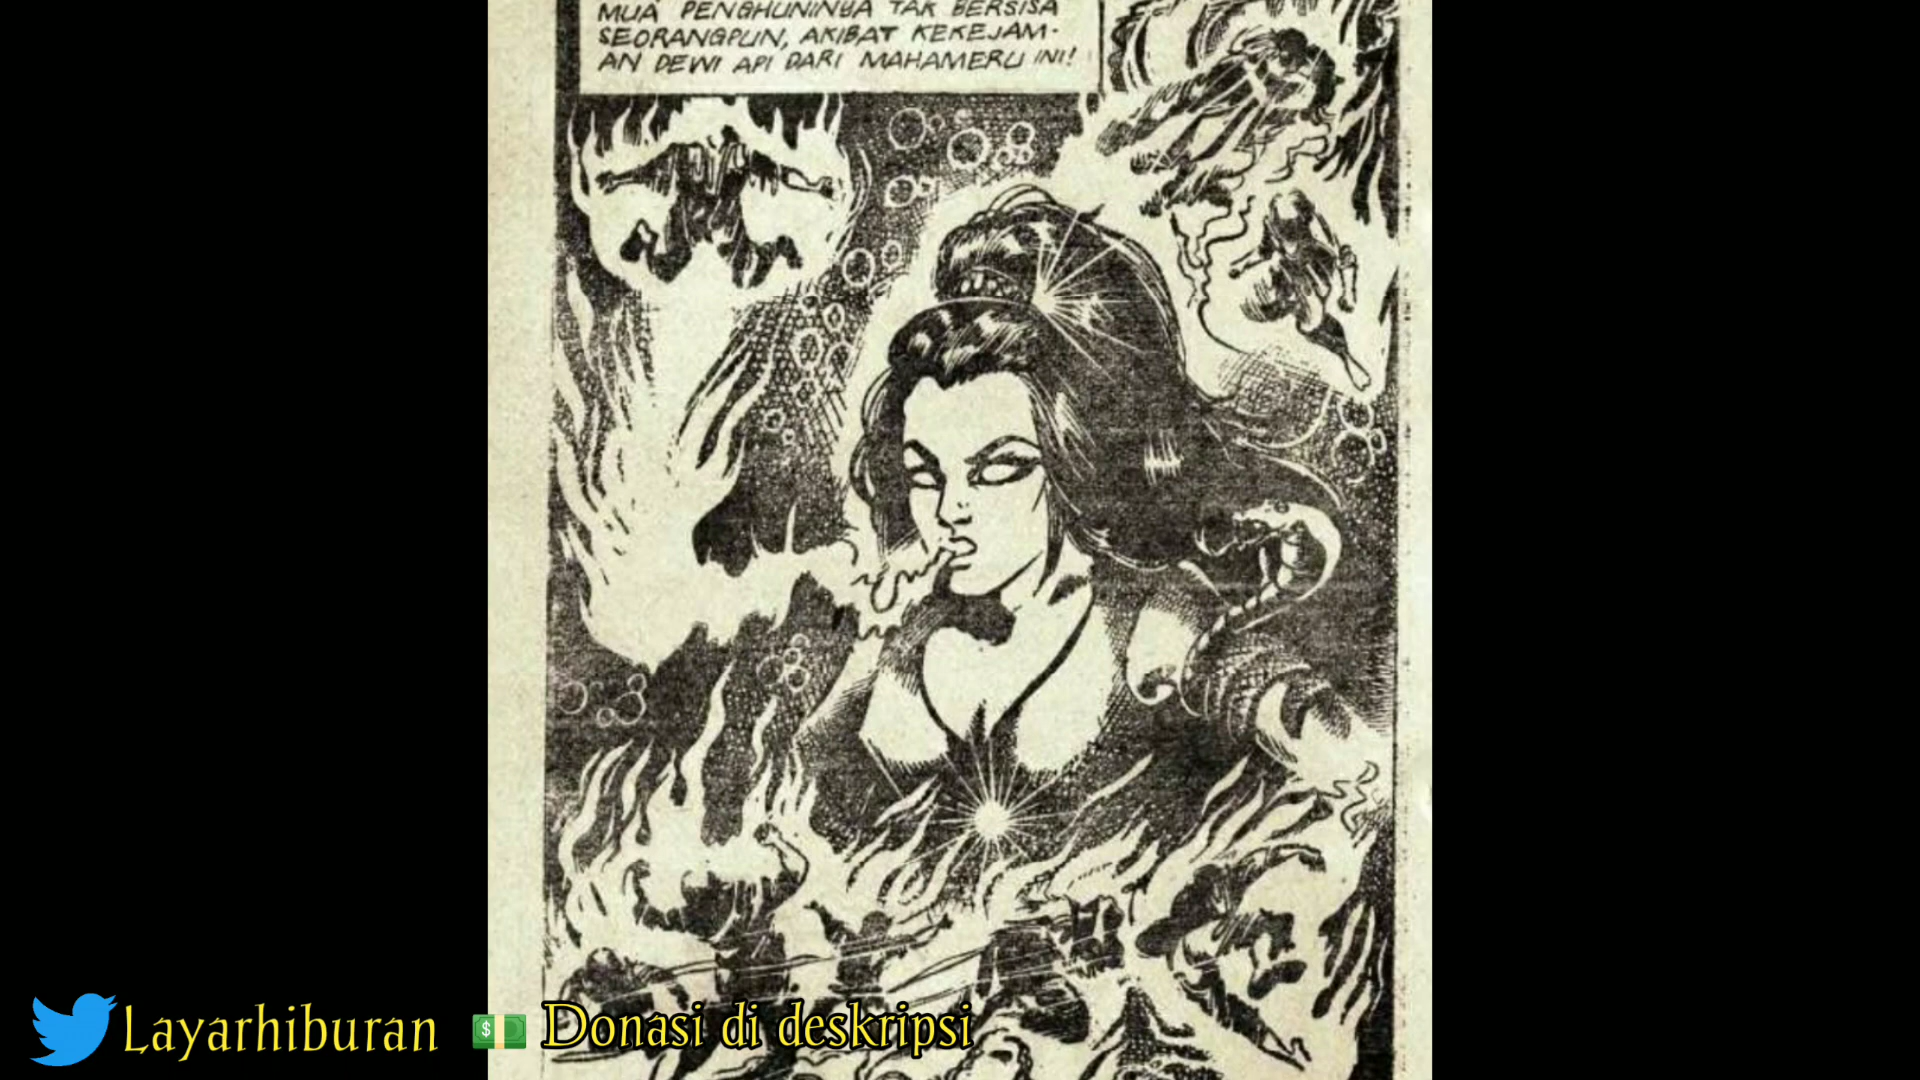 MUA PENGHUNINYA TAK BERSISA
SEORANGPUN, AKIBAT KEKEJAM-
AN DEWI API DARI MAHAMERU INI!
Layarhiburan
Donasi di deskripsi